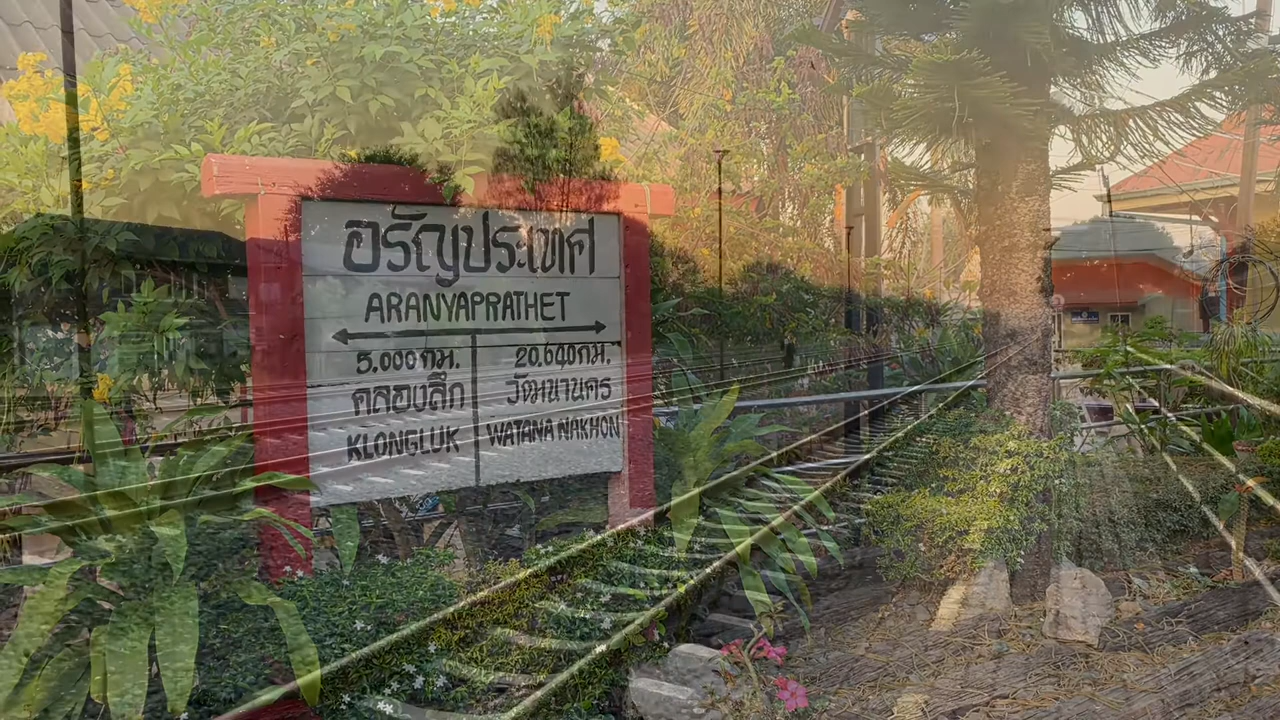 อรัญประเทศ
ARANYAPRATHET
5.000 กม.
คลองลึก
KLONGLUK
20.640 กม.
วัฒนานคร
WATANA NAKHON